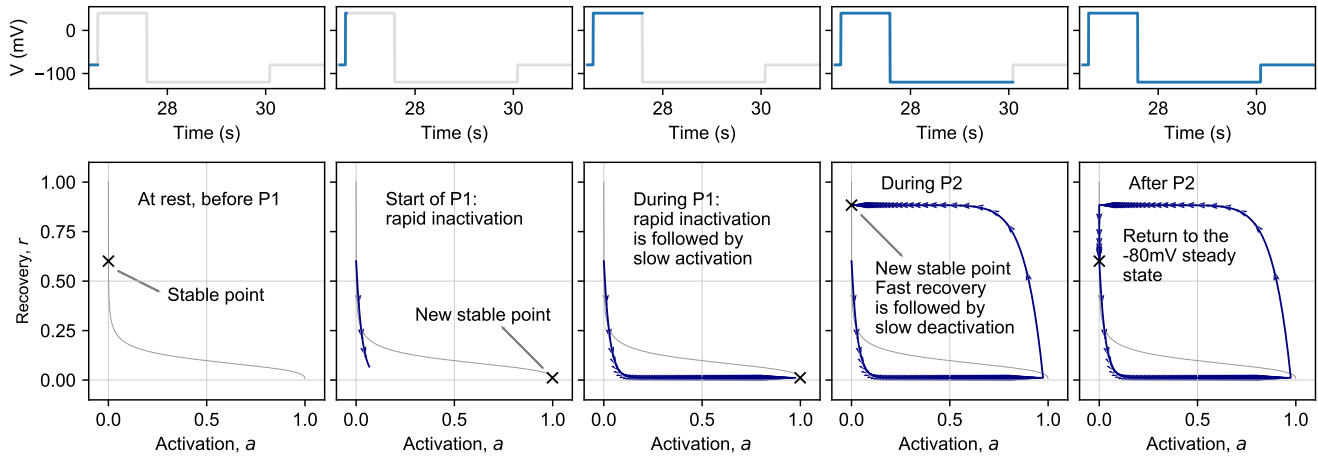 0
−100
V (mV)
28
30
Time (s)
28
30
Time (s)
28
30
Time (s)
28
30
Time (s)
28
30
Time (s)
1.00
0.75
0.50
0.25
0.00
Recovery, r
At rest, before P1
Stable point
0.0
0.5
1.0
Activation, a
Start of P1:
rapid inactivation
New stable point
0.0
0.5
1.0
Activation, a
During P1:
rapid inactivation
is followed by
slow activation
0.0
0.5
1.0
Activation, a
During P2
New stable point
Fast recovery
is followed by
slow deactivation
0.0
0.5
1.0
Activation, a
After P2
Return to the
-80mV steady
state
0.0
0.5
1.0
Activation, a